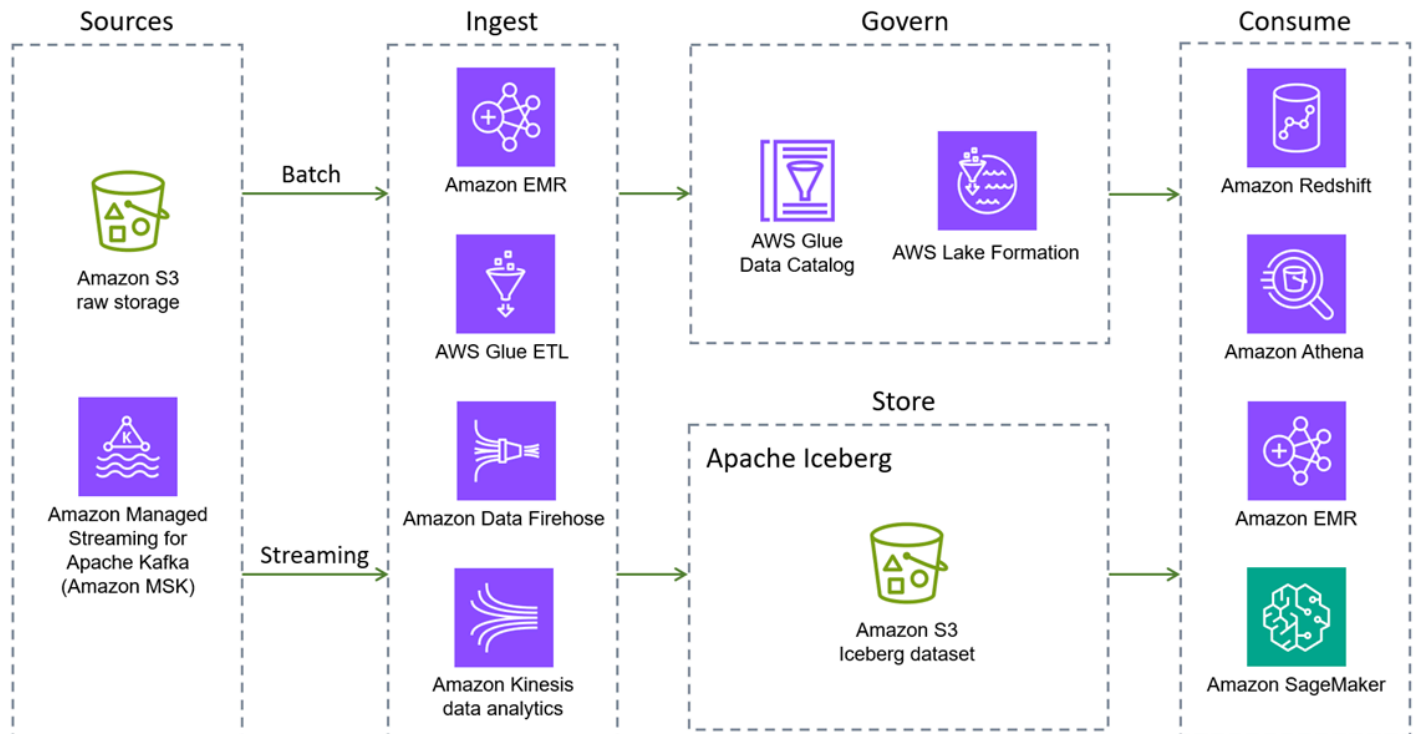 Sources
Amazon S3
raw storage
K
Amazon Managed
Streaming for
Apache Kafka
(Amazon MSK)
Batch
Streaming
Ingest
Amazon EMR
AWS Glue ETL
Amazon Data Firehose
Amazon Kinesis
data analytics
Govern
AWS Glue
Data Catalog
AWS Lake Formation
Store
Apache Iceberg
Amazon S3
Iceberg dataset
Consume
Amazon Redshift
Amazon Athena
Amazon EMR
Amazon SageMaker